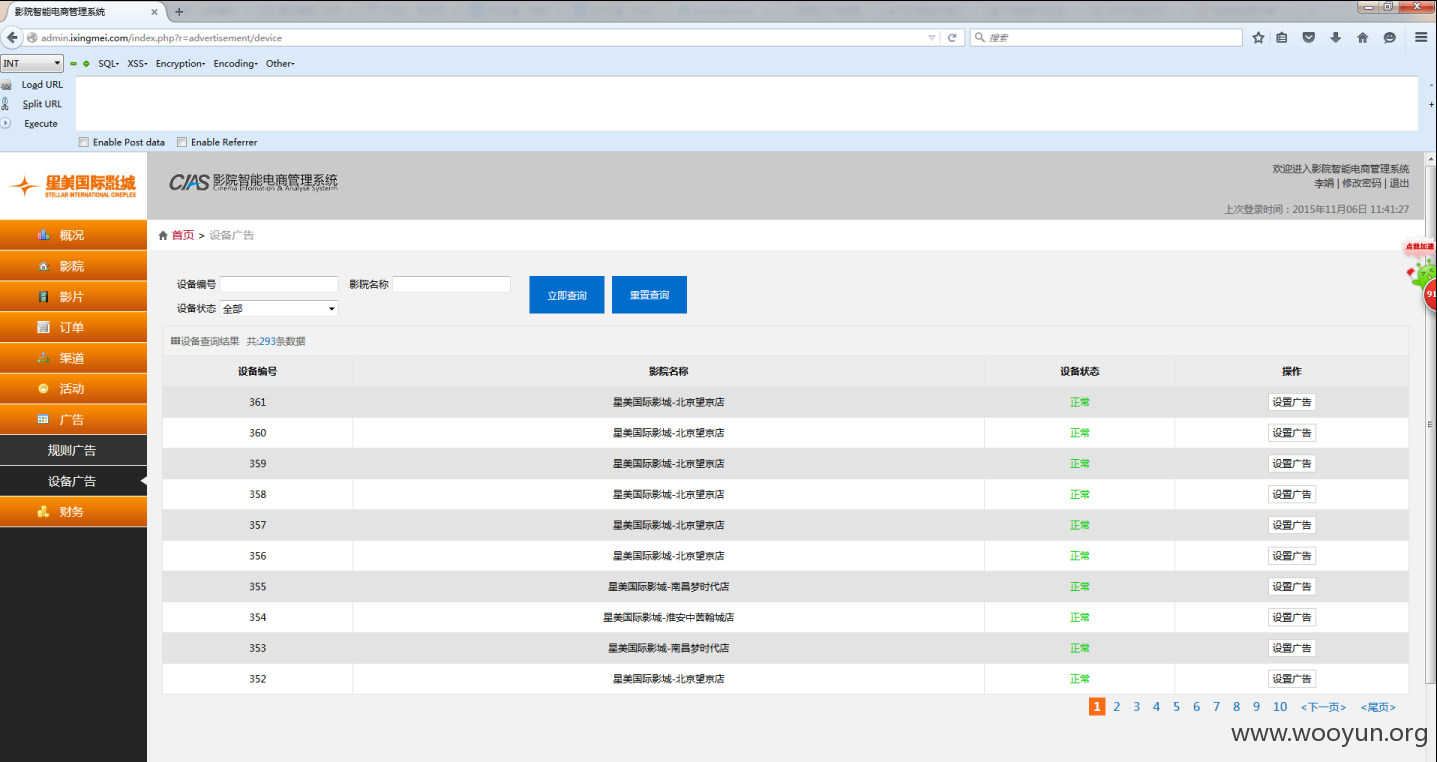 影院智能电商管理系统
admin.ixingmei.com/index.php?r=advertisement/device
搜索
INT SQL- XSS- Encryption- Encoding- Other-
Load URL
Split URL
Execute
Enable Post data Enable Referrer
星美国际影城
STELLAR INTERNATIONAL CINEPLEX
CIAS 影院智能电商管理系统
Cinema Infomation & Analyse System
欢迎进入影院智能电商管理系统
李娟 | 修改密码 | 退出
上次登录时间：2015年11月06日 11:41:27
概况
影院
影片
订单
渠道
活动
广告
规则广告
设备广告
财务
首页 > 设备广告
点我加速
91
设备编号 影院名称 立即查询 重置查询
设备状态 全部
设备查询结果 共:293条数据
设备编号 影院名称 设备状态 操作
361 星美国际影城-北京望京店 正常 设置广告
360 星美国际影城-北京望京店 正常 设置广告
359 星美国际影城-北京望京店 正常 设置广告
358 星美国际影城-北京望京店 正常 设置广告
357 星美国际影城-北京望京店 正常 设置广告
356 星美国际影城-北京望京店 正常 设置广告
355 星美国际影城-南昌梦时代店 正常 设置广告
354 星美国际影城-淮安中茵翰城店 正常 设置广告
353 星美国际影城-南昌梦时代店 正常 设置广告
352 星美国际影城-北京望京店 正常 设置广告
1 2 3 4 5 6 7 8 9 10 <下一页> <尾页>
www.wooyun.org